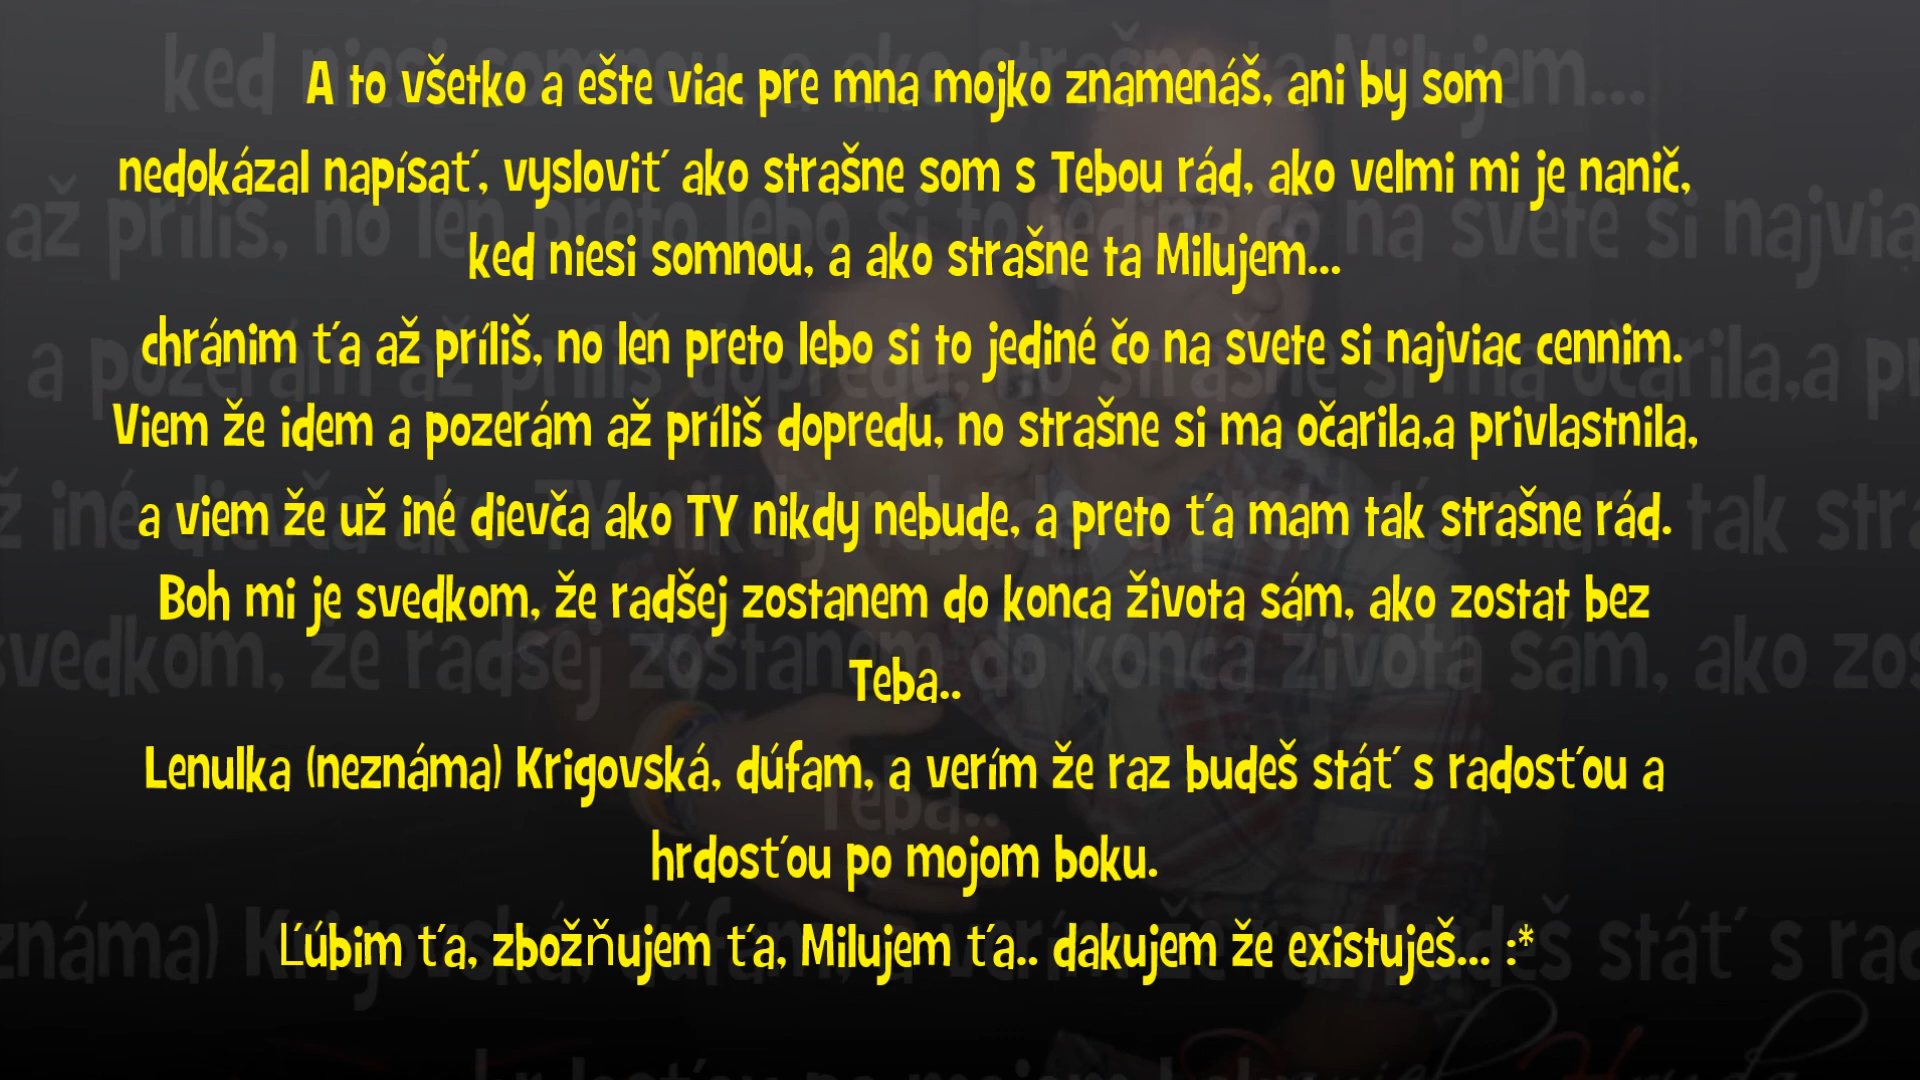 A to všetko a ešte viac pre mna mojko znamenáš, ani by som
nedokázal napísať, vysloviť ako strašne som s Tebou rád, ako velmi mi je nanič,
ked niesi somnou, a ako strašne ta Milujem...
chránim ťa až príliš, no len preto lebo si to jediné čo na svete si najviac cennim.
Viem že idem a pozerám až príliš dopredu, no strašne si ma očarila,a privlastnila,
a viem že už iné dievča ako TY nikdy nebude, a preto ťa mam tak strašne rád.
Boh mi je svedkom, že radšej zostanem do konca života sám, ako zostat bez
Teba..
Lenulka (neznáma) Krigovská, dúfam, a verím že raz budeš stáť s radosťou a
hrdosťou po mojom boku.
Ľúbim ťa, zbožňujem ťa, Milujem ťa.. dakujem že existuješ... :*